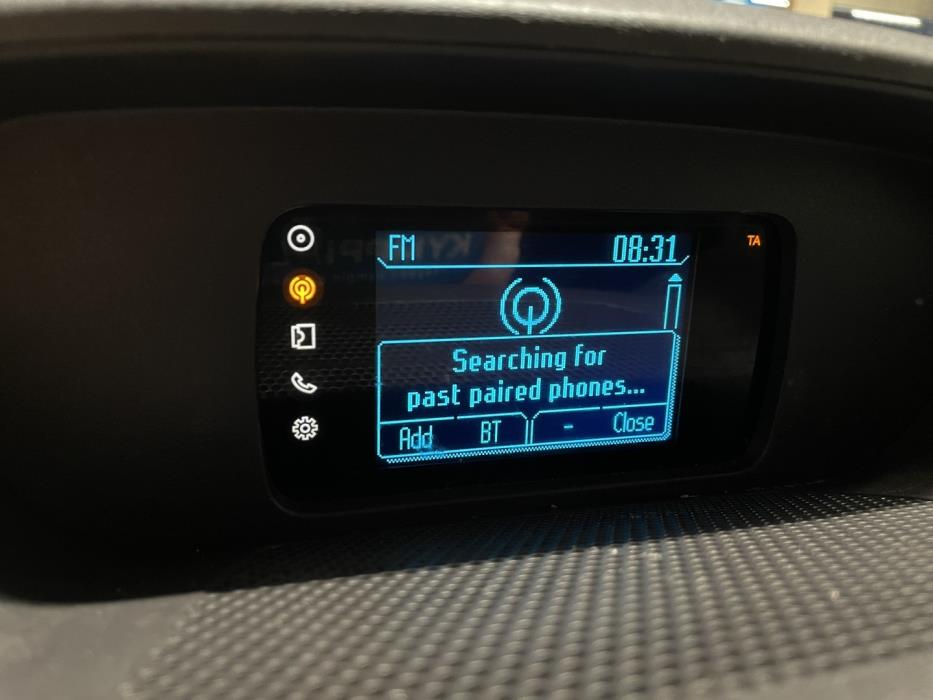 FM 08:31 TA
Searching for
past paired phones...
Add BT - Close